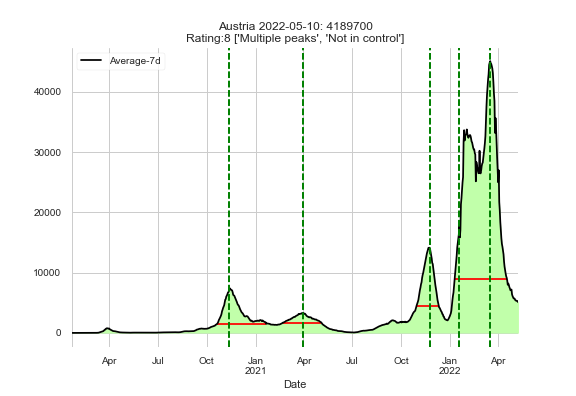 Austria 2022-05-10: 4189700
Rating:8 ['Multiple peaks', 'Not in control']
Average-7d
40000
30000
20000
10000
0
Apr Jul Oct Jan Apr Jul Oct Jan Apr
2021 2022
Date